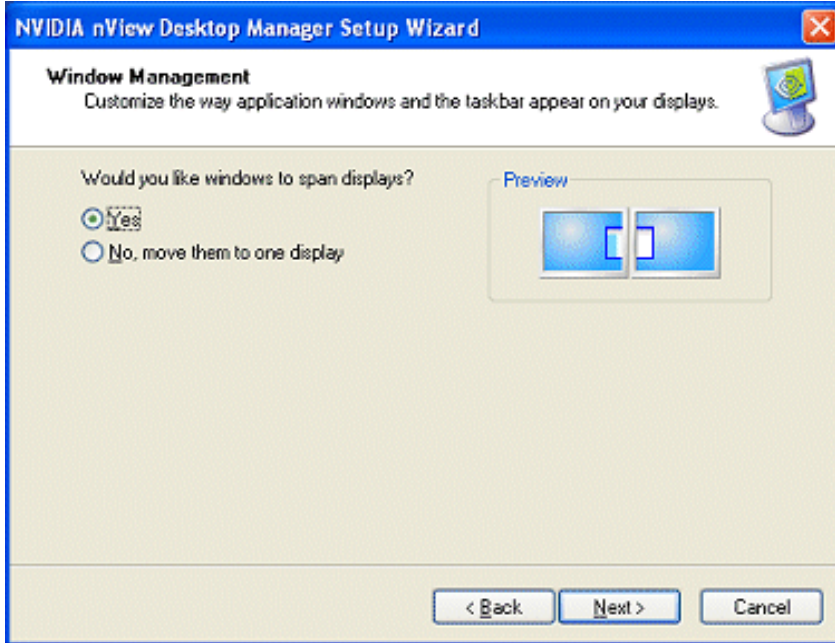 NVIDIA nView Desktop Manager Setup Wizard
Window Management
Customize the way application windows and the taskbar appear on your displays.
Would you like windows to span displays?
Preview
Yes
No, move them to one display
< Back
Next >
Cancel